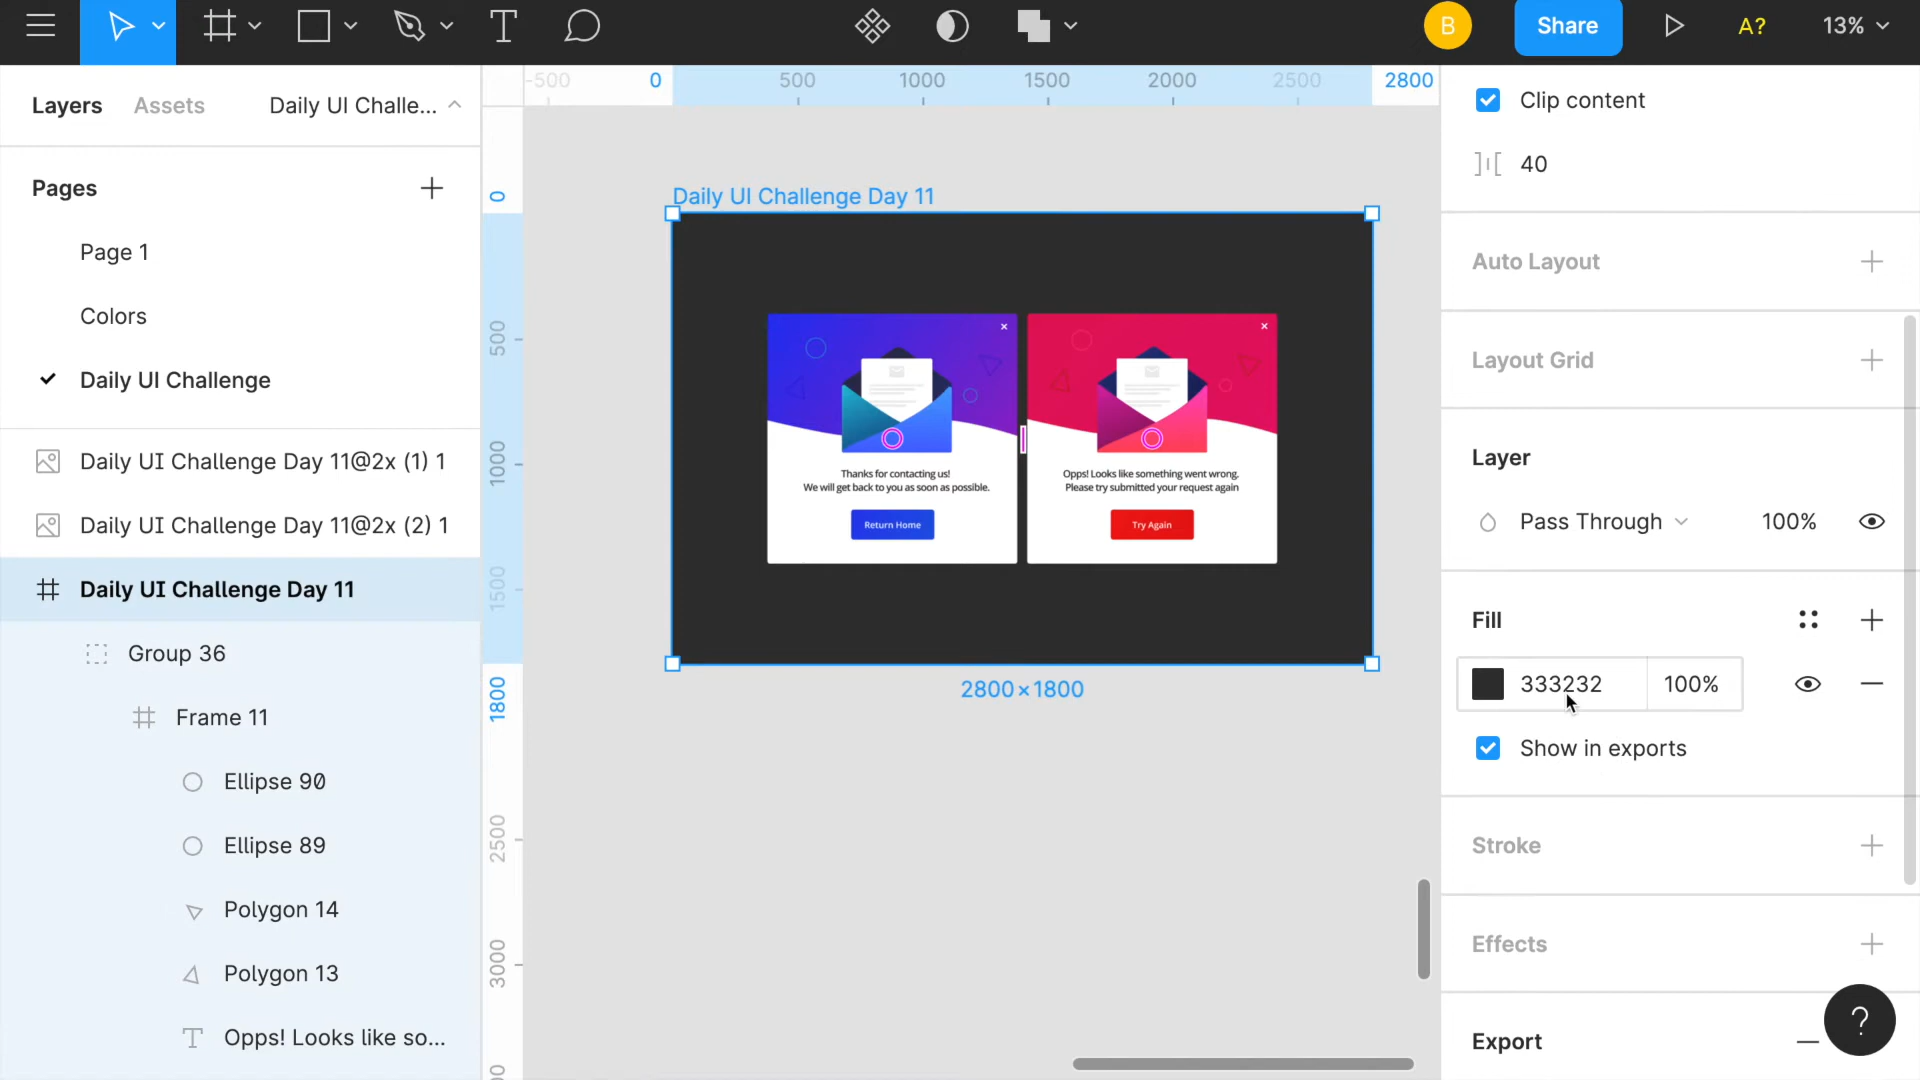 B
Share
A?
13%
Layers
Assets
Daily UI Challe...
-500
0
500
1000
1500
2000
2500
2800
Clip content
40
Pages
Page 1
Colors
Daily UI Challenge
Daily UI Challenge Day 11@2x (1) 1
Daily UI Challenge Day 11@2x (2) 1
Daily UI Challenge Day 11
Group 36
Frame 11
Ellipse 90
Ellipse 89
Polygon 14
Polygon 13
Opps! Looks like so...
0
500
1000
1500
1800
2500
3000
Daily UI Challenge Day 11
Thanks for contacting us!
We will get back to you as soon as possible.
Return Home
Opps! Looks like something went wrong.
Please try submitted your request again
Try Again
2800×1800
Auto Layout
Layout Grid
Layer
Pass Through
100%
Fill
333232
100%
Show in exports
Stroke
Effects
Export
?